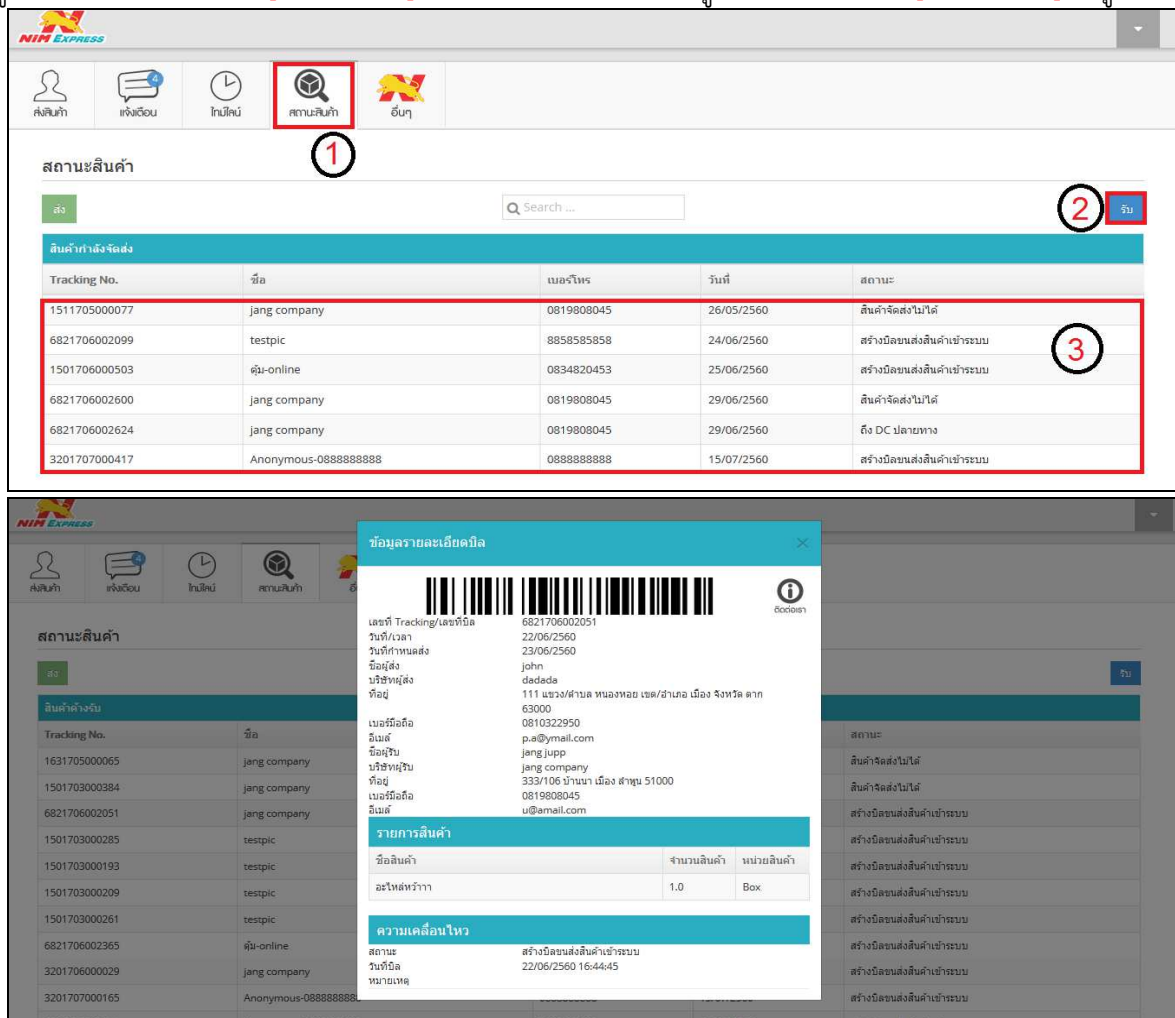 NIM EXPRESS
4
ส่งสินค้า แจ้งเตือน ไทม์ไลน์ สถานะสินค้า อื่นๆ
1
สถานะสินค้า
ส่ง Search ... 2 รับ
สินค้ากำลังจัดส่ง
Tracking No. ชื่อ เบอร์โทร วันที่ สถานะ
1511705000077 jang company 0819808045 26/05/2560 สินค้าจัดส่งไม่ได้
6821706002099 testpic 8858585858 24/06/2560 สร้างบิลขนส่งสินค้าเข้าระบบ
3
1501706000503 ตุ้ม-online 0834820453 25/06/2560 สร้างบิลขนส่งสินค้าเข้าระบบ
6821706002600 jang company 0819808045 29/06/2560 สินค้าจัดส่งไม่ได้
6821706002624 jang company 0819808045 29/06/2560 ถึง DC ปลายทาง
3201707000417 Anonymous-0888888888 0888888888 15/07/2560 สร้างบิลขนส่งสินค้าเข้าระบบ
NIM EXPRESS
4
ส่งสินค้า แจ้งเตือน ไทม์ไลน์ สถานะสินค้า
สถานะสินค้า
ส่ง รับ
สินค้าค้างรับ
Tracking No. ชื่อ สถานะ
1631705000065 jang company สินค้าจัดส่งไม่ได้
1501703000384 jang company สินค้าจัดส่งไม่ได้
6821706002051 jang company สร้างบิลขนส่งสินค้าเข้าระบบ
1501703000285 testpic สร้างบิลขนส่งสินค้าเข้าระบบ
1501703000193 testpic สร้างบิลขนส่งสินค้าเข้าระบบ
1501703000209 testpic สร้างบิลขนส่งสินค้าเข้าระบบ
1501703000261 testpic สร้างบิลขนส่งสินค้าเข้าระบบ
6821706002365 ตุ้ม-online สร้างบิลขนส่งสินค้าเข้าระบบ
3201706000029 jang company สร้างบิลขนส่งสินค้าเข้าระบบ
3201707000165 Anonymous-0888888888 สร้างบิลขนส่งสินค้าเข้าระบบ
ข้อมูลรายละเอียดบิล
ติดต่อเรา
เลขที่ Tracking/เลขที่บิล 6821706002051
วันที่/เวลา 22/06/2560
วันที่กำหนดส่ง 23/06/2560
ชื่อผู้ส่ง john
บริษัทผู้ส่ง dadada
ที่อยู่ 111 แขวง/ตำบล หนองหอย เขต/อำเภอ เมือง จังหวัด ตาก
63000
เบอร์มือถือ 0810322950
อีเมล์ p.a@ymail.com
ชื่อผู้รับ jang jupp
บริษัทผู้รับ jang company
ที่อยู่ 333/106 บ้านนา เมือง ลำพูน 51000
เบอร์มือถือ 0819808045
อีเมล์ u@amail.com
รายการสินค้า
ชื่อสินค้า จำนวนสินค้า หน่วยสินค้า
อะไหล่หว้าาา 1.0 Box
ความเคลื่อนไหว
สถานะ สร้างบิลขนส่งสินค้าเข้าระบบ
วันที่บิล 22/06/2560 16:44:45
หมายเหตุ